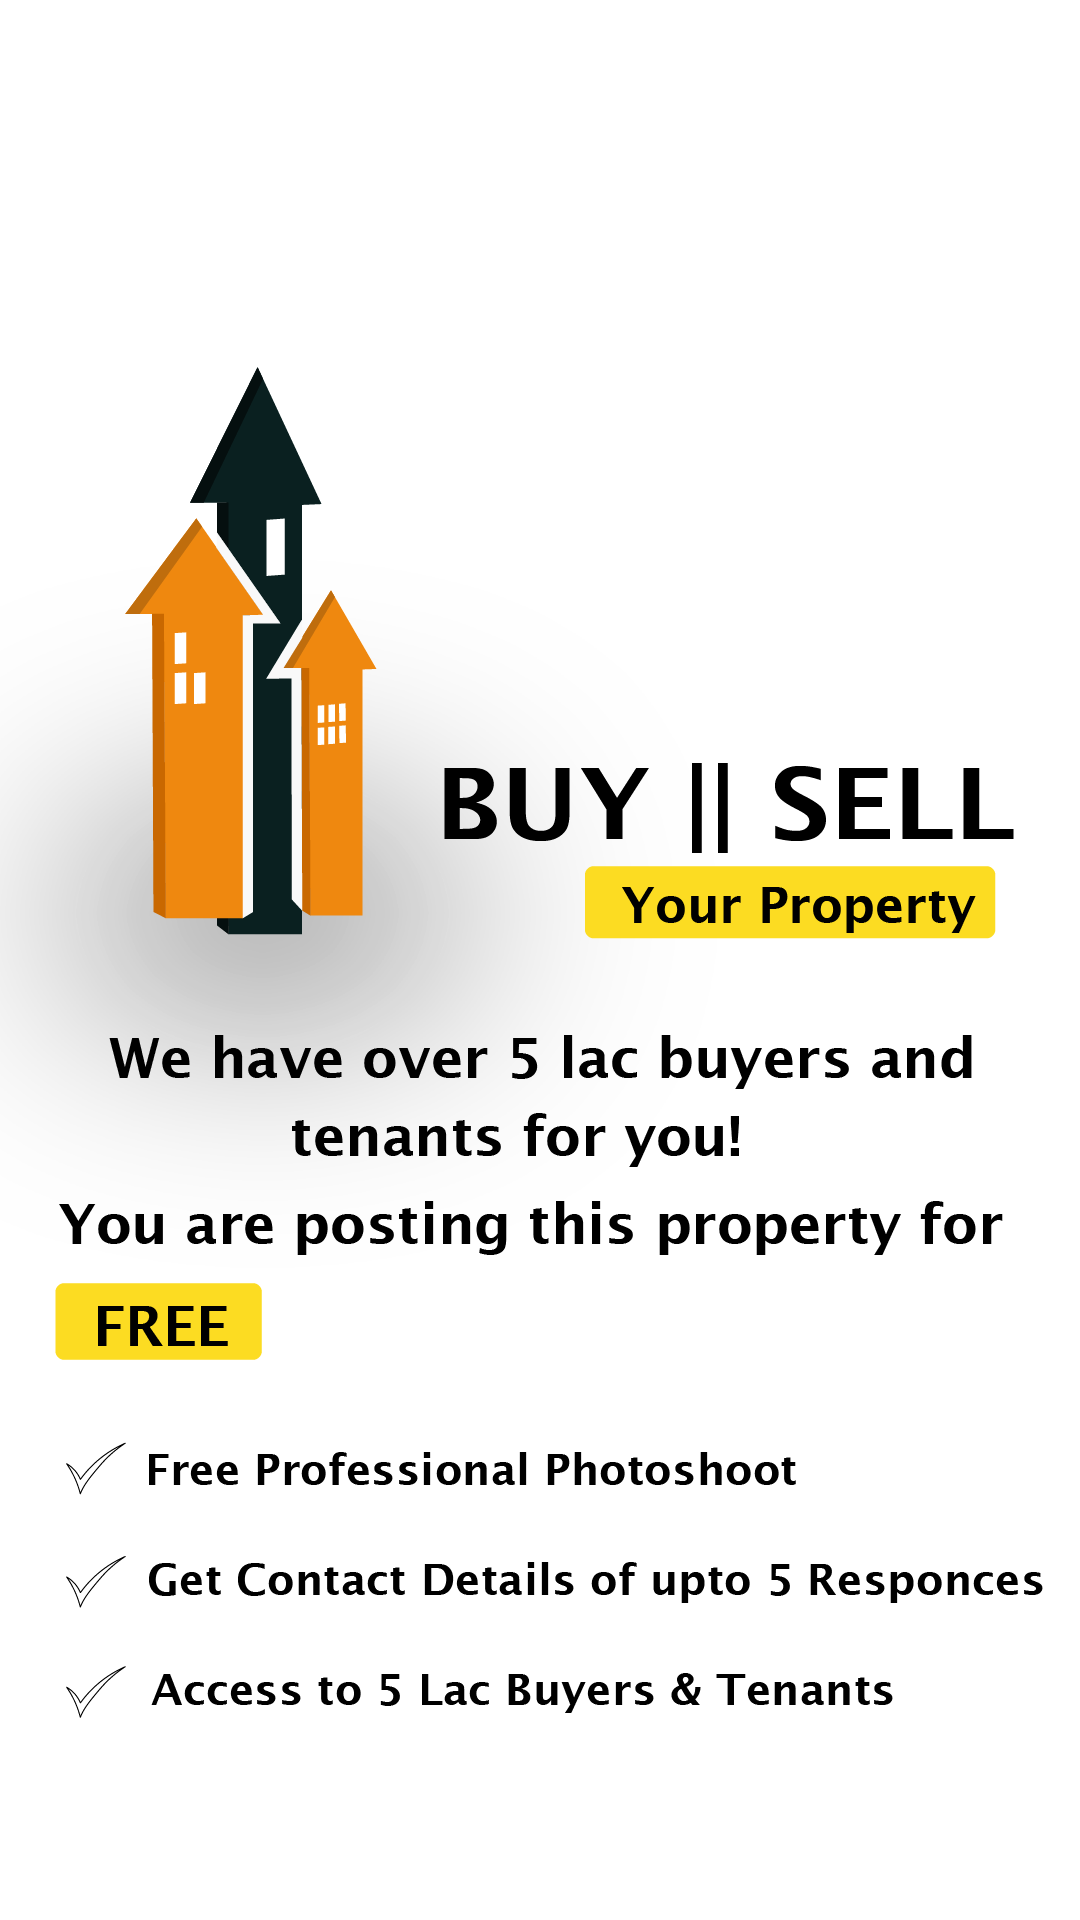 BUY || SELL
Your Property
We have over 5 lac buyers and
tenants for you!
You are posting this property for
FREE
Free Professional Photoshoot
Get Contact Details of upto 5 Responces
Access to 5 Lac Buyers & Tenants